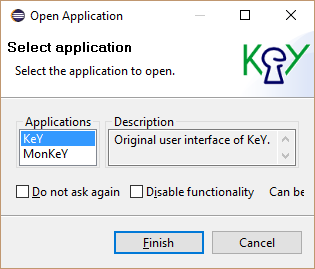 Open Application
Select application
Select the application to open.
KeY
Applications
KeY
MonKeY
Description
Original user interface of KeY.
Do not ask again
Disable functionality
Can be
Finish
Cancel